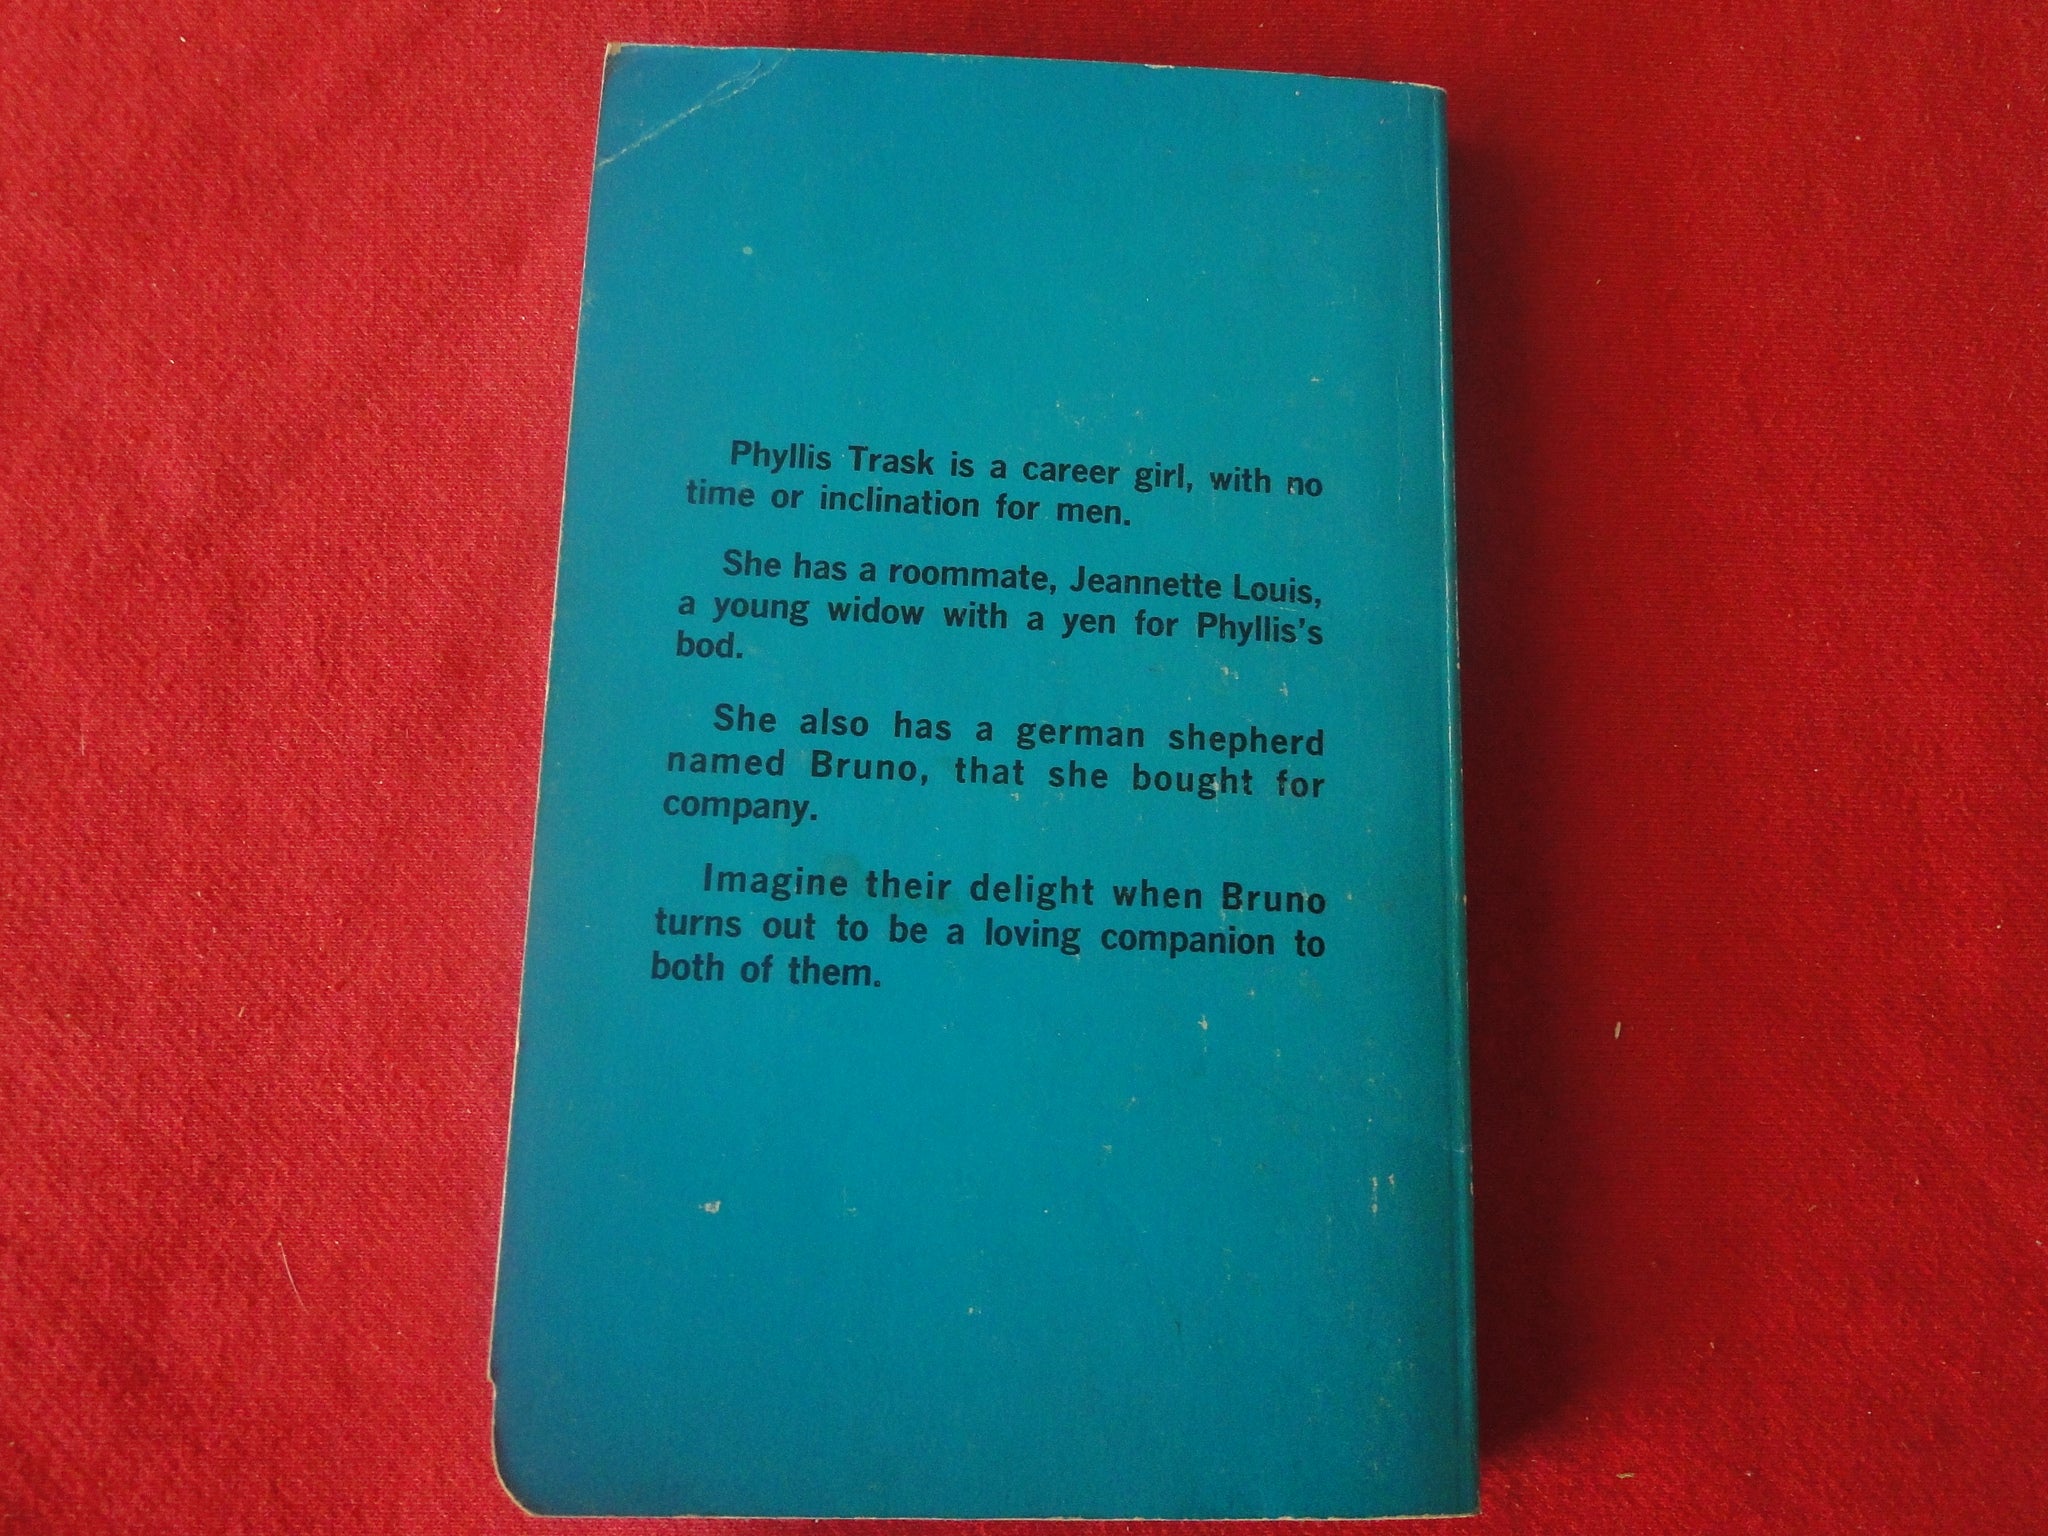 Phyllis Trask is a career girl, with no
time or inclination for men.
She has a roommate, Jeannette Louis,
a young widow with a yen for Phyllis's
bod.
She also has a german shepherd
named Bruno, that she bought for
company.
Imagine their delight when Bruno
turns out to be a loving companion to
both of them.